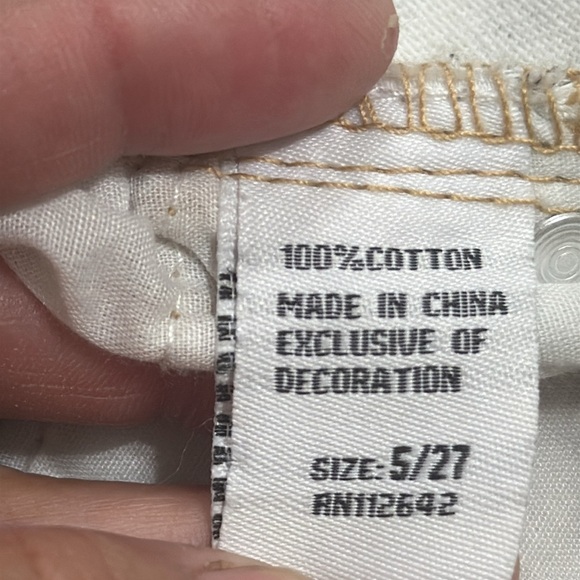 100%COTTON
MADE IN CHINA
EXCLUSIVE OF
DECORATION
SIZE: 5/27
RN112642